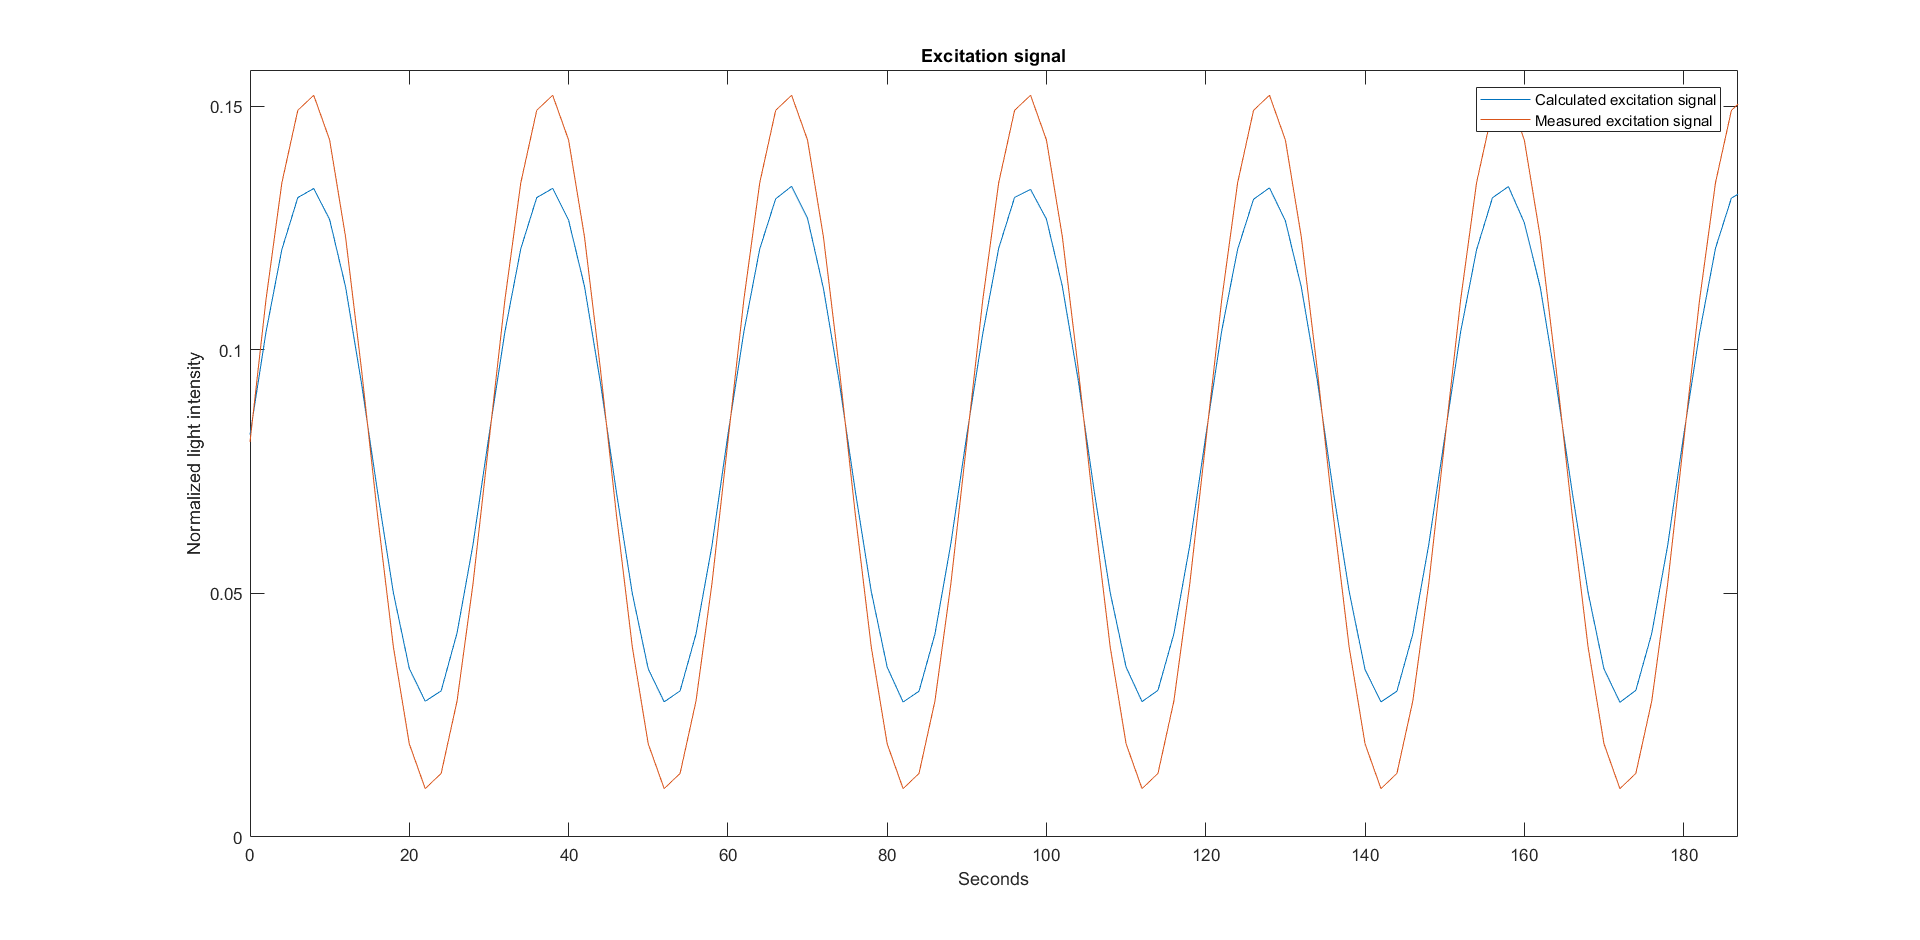 Excitation signal
Calculated excitation signal
Measured excitation signal
0.15
0.1
0.05
0
Normalized light intensity
0 20 40 60 80 100 120 140 160 180
Seconds